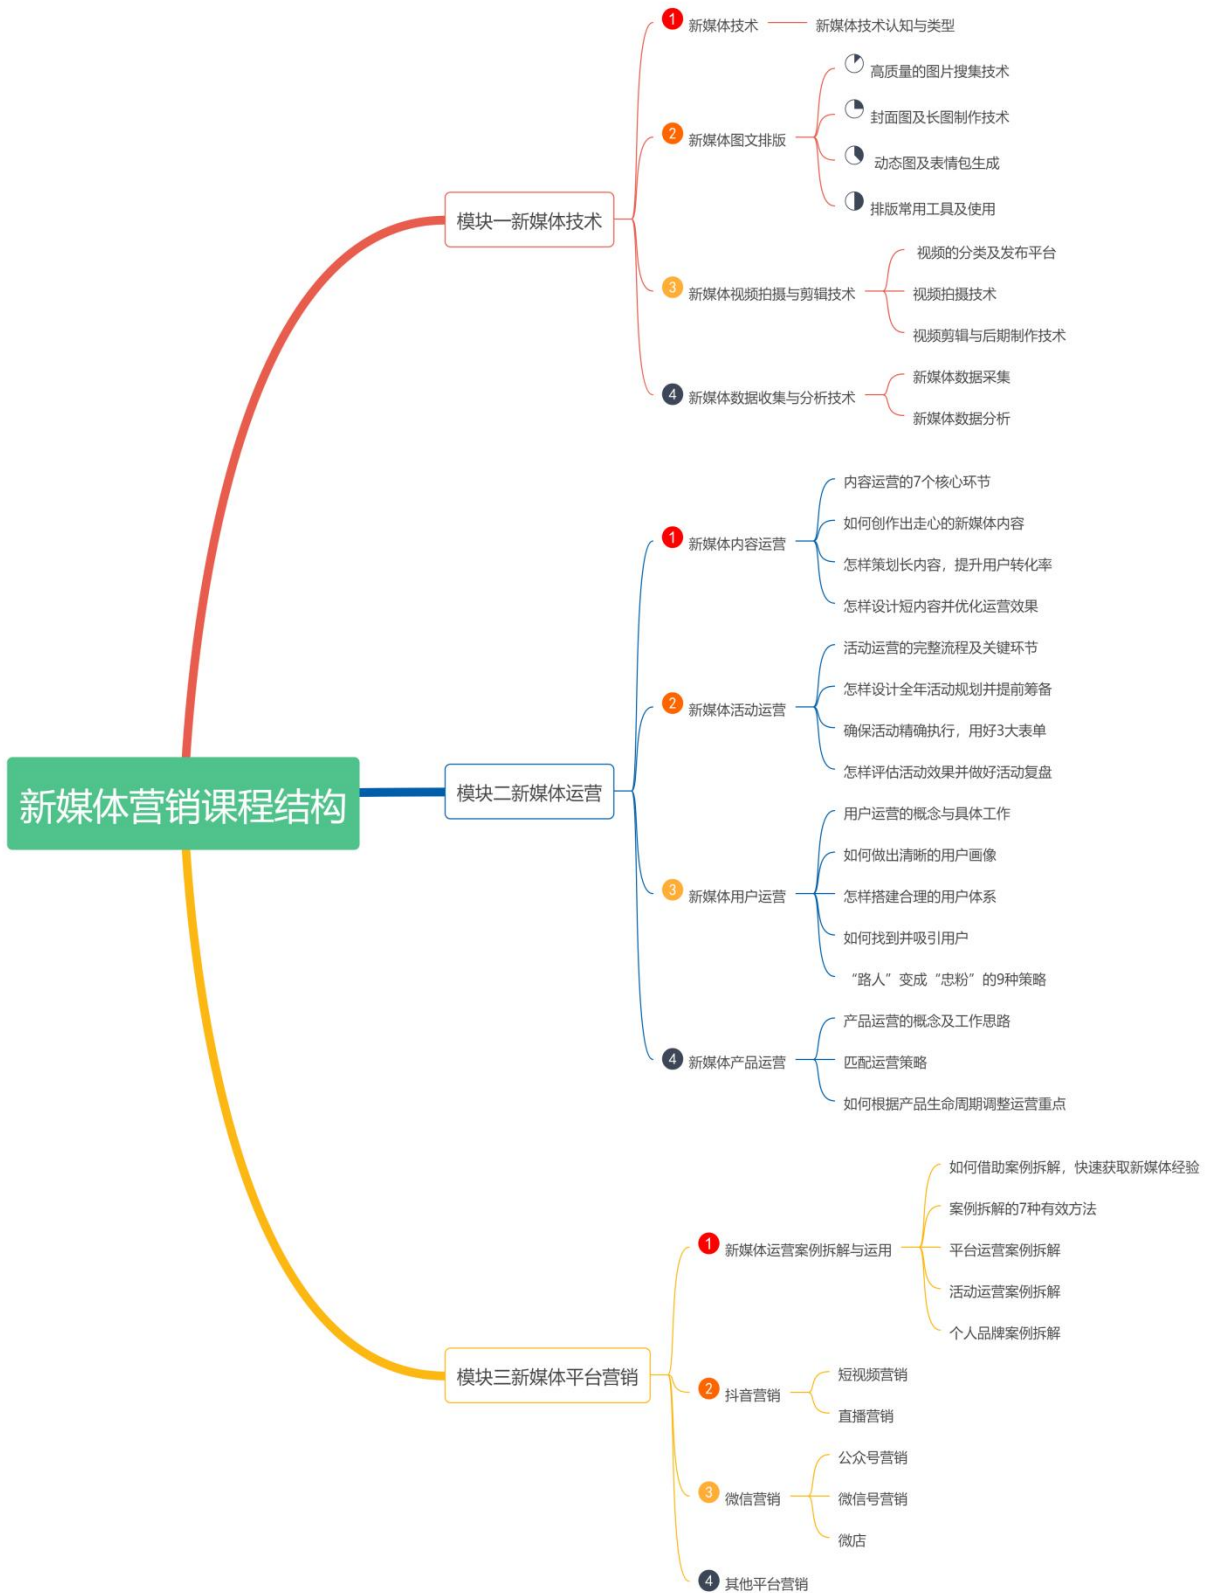 新媒体营销课程结构
模块一新媒体技术
1 新媒体技术
新媒体技术认知与类型
2 新媒体图文排版
高质量的图片搜集技术
封面图及长图制作技术
动态图及表情包生成
排版常用工具及使用
3 新媒体视频拍摄与剪辑技术
视频的分类及发布平台
视频拍摄技术
视频剪辑与后期制作技术
4 新媒体数据收集与分析技术
新媒体数据采集
新媒体数据分析
模块二新媒体运营
1 新媒体内容运营
内容运营的7个核心环节
如何创作出走心的新媒体内容
怎样策划长内容，提升用户转化率
怎样设计短内容并优化运营效果
2 新媒体活动运营
活动运营的完整流程及关键环节
怎样设计全年活动规划并提前筹备
确保活动精确执行，用好3大表单
怎样评估活动效果并做好活动复盘
3 新媒体用户运营
用户运营的概念与具体工作
如何做出清晰的用户画像
怎样搭建合理的用户体系
如何找到并吸引用户
“路人”变成“忠粉”的9种策略
4 新媒体产品运营
产品运营的概念及工作思路
匹配运营策略
如何根据产品生命周期调整运营重点
模块三新媒体平台营销
1 新媒体运营案例拆解与运用
如何借助案例拆解，快速获取新媒体经验
案例拆解的7种有效方法
平台运营案例拆解
活动运营案例拆解
个人品牌案例拆解
2 抖音营销
短视频营销
直播营销
3 微信营销
公众号营销
微信号营销
微店
4 其他平台营销